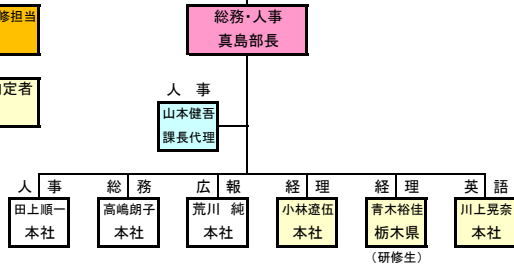 修担当
総務・人事
真島部長
定者
人 事
山本健吾
課長代理
人 事
総 務
広 報
経 理
経 理
英 語
田上順一
本社
高嶋朗子
本社
荒川 純
本社
小林遼伍
本社
青木裕佳
栃木県
川上晃奈
本社
（研修生）